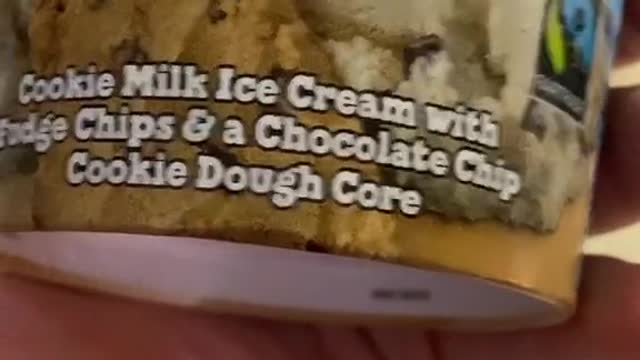 Cookie Milk Ice Cream with
Fudge Chips & a Chocolate Chip
Cookie Dough Core